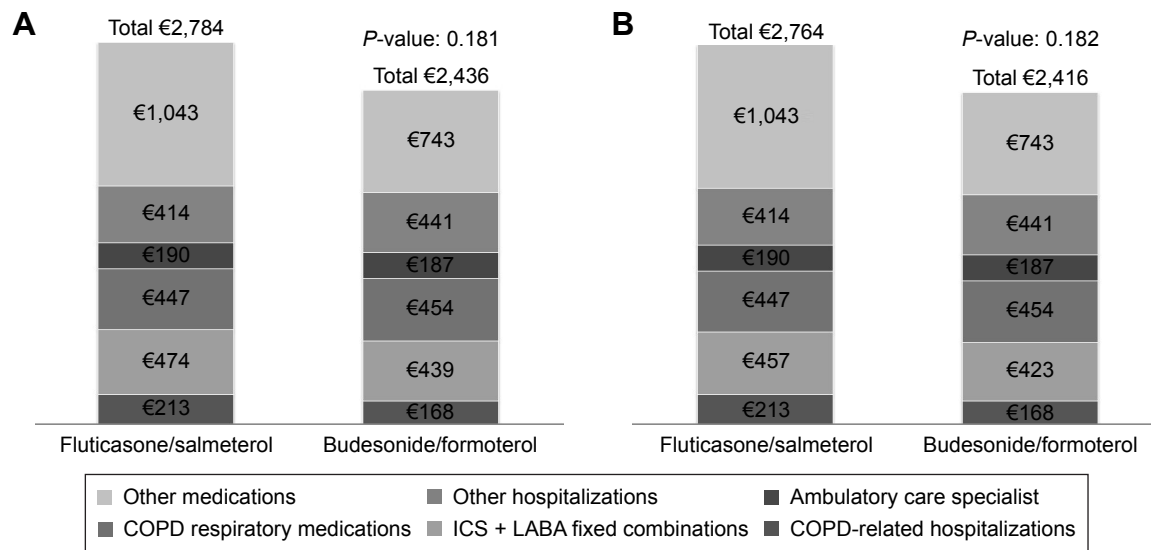 A
Total €2,784
€1,043
€414
€190
€447
€474
€213
Fluticasone/salmeterol
P-value: 0.181
Total €2,436
€743
€441
€187
€454
€439
€168
Budesonide/formoterol
B
Total €2,764
€1,043
€414
€190
€447
€457
€213
Fluticasone/salmeterol
P-value: 0.182
Total €2,416
€743
€441
€187
€454
€423
€168
Budesonide/formoterol
Other medications
Other hospitalizations
Ambulatory care specialist
COPD respiratory medications
ICS + LABA fixed combinations
COPD-related hospitalizations